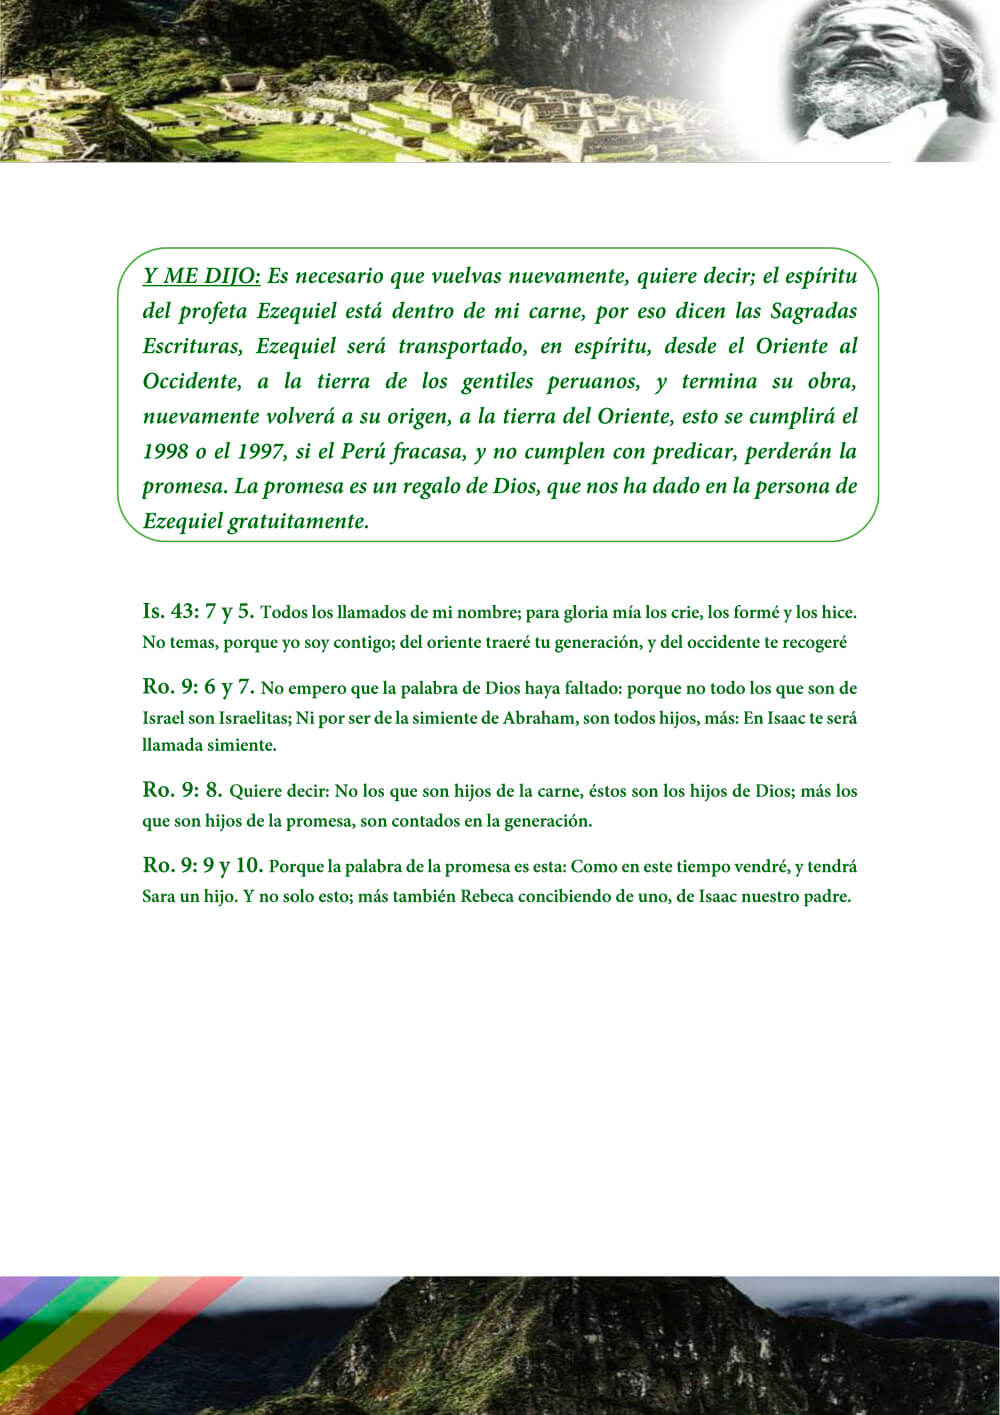 Y ME DIJO: Es necesario que vuelvas nuevamente, quiere decir; el espíritu
del profeta Ezequiel está dentro de mi carne, por eso dicen las Sagradas
Escrituras, Ezequiel será transportado, en espíritu, desde el Oriente al
Occidente, a la tierra de los gentiles peruanos, y termina su obra,
nuevamente volverá a su origen, a la tierra del Oriente, esto se cumplirá el
1998 o el 1997, si el Perú fracasa, y no cumplen con predicar, perderán la
promesa. La promesa es un regalo de Dios, que nos ha dado en la persona de
Ezequiel gratuitamente.
Is. 43: 7 y 5. Todos los llamados de mi nombre; para gloria mía los crie, los formé y los hice.
No temas, porque yo soy contigo; del oriente traeré tu generación, y del occidente te recogeré
Ro. 9: 6 y 7. No empero que la palabra de Dios haya faltado: porque no todo los que son de
Israel son Israelitas; Ni por ser de la simiente de Abraham, son todos hijos, más: En Isaac te será
llamada simiente.
Ro. 9: 8. Quiere decir: No los que son hijos de la carne, éstos son los hijos de Dios; más los
que son hijos de la promesa, son contados en la generación.
Ro. 9: 9 y 10. Porque la palabra de la promesa es esta: Como en este tiempo vendré, y tendrá
Sara un hijo. Y no solo esto; más también Rebeca concibiendo de uno, de Isaac nuestro padre.